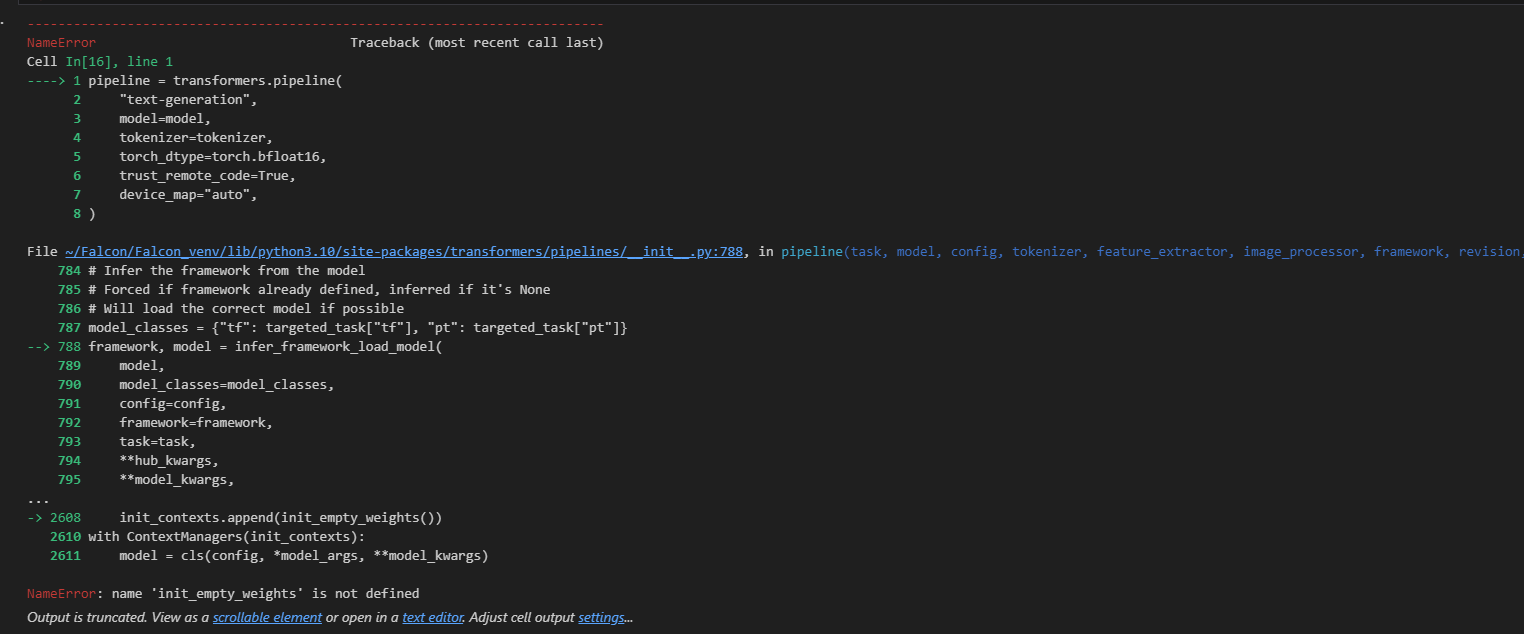 ---------------------------------------------------------------------------
NameError                                 Traceback (most recent call last)
Cell In[16], line 1
----> 1 pipeline = transformers.pipeline(
      2     "text-generation",
      3     model=model,
      4     tokenizer=tokenizer,
      5     torch_dtype=torch.bfloat16,
      6     trust_remote_code=True,
      7     device_map="auto",
      8 )
File ~/Falcon/Falcon_venv/lib/python3.10/site-packages/transformers/pipelines/__init__.py:788, in pipeline(task, model, config, tokenizer, feature_extractor, image_processor, framework, revision,
    784 # Infer the framework from the model
    785 # Forced if framework already defined, inferred if it's None
    786 # Will load the correct model if possible
    787 model_classes = {"tf": targeted_task["tf"], "pt": targeted_task["pt"]}
--> 788 framework, model = infer_framework_load_model(
    789     model,
    790     model_classes=model_classes,
    791     config=config,
    792     framework=framework,
    793     task=task,
    794     **hub_kwargs,
    795     **model_kwargs,
...
-> 2608     init_contexts.append(init_empty_weights())
   2610 with ContextManagers(init_contexts):
   2611     model = cls(config, *model_args, **model_kwargs)
NameError: name 'init_empty_weights' is not defined
Output is truncated. View as a scrollable element or open in a text editor. Adjust cell output settings...